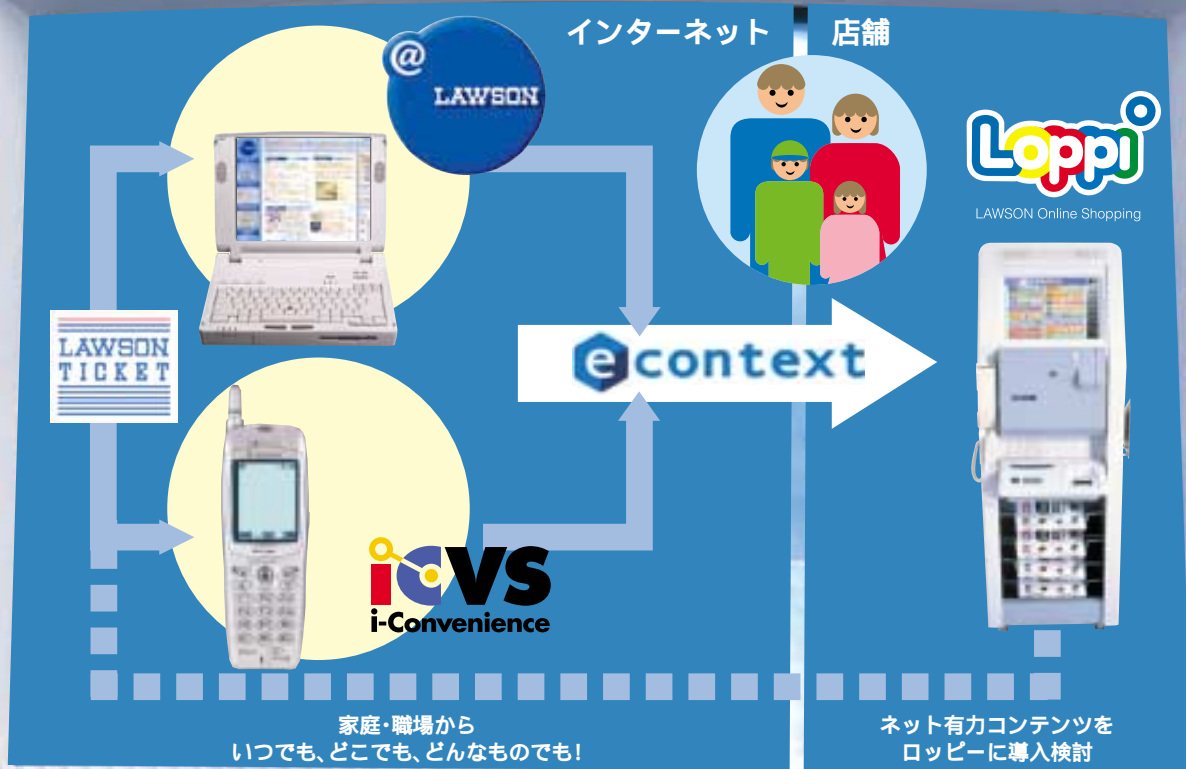 インターネット
店舗
@
LAWSON
Loppi
LAWSON Online Shopping
LAWSON
TICKET
econtext
iCVS
i-Convenience
家庭・職場から
いつでも、どこでも、どんなものでも!
ネット有力コンテンツを
ロッピーに導入検討